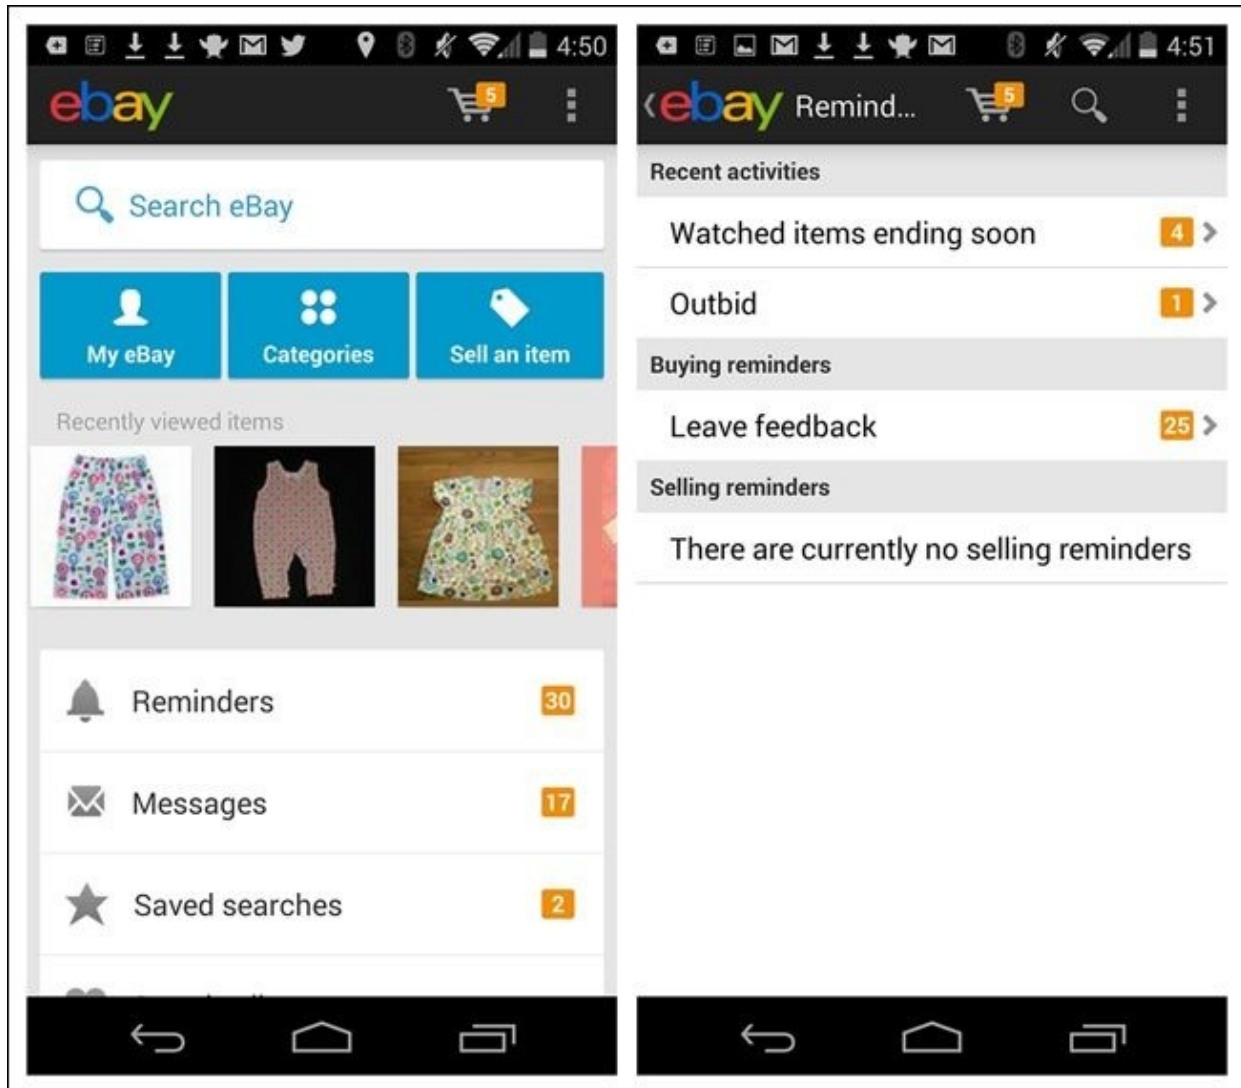 4:50
ebay
5
Search eBay
My eBay
Categories
Sell an item
Recently viewed items
Reminders 30
Messages 17
Saved searches 2
4:51
ebay Remind... 5
Recent activities
Watched items ending soon 4
Outbid 1
Buying reminders
Leave feedback 25
Selling reminders
There are currently no selling reminders